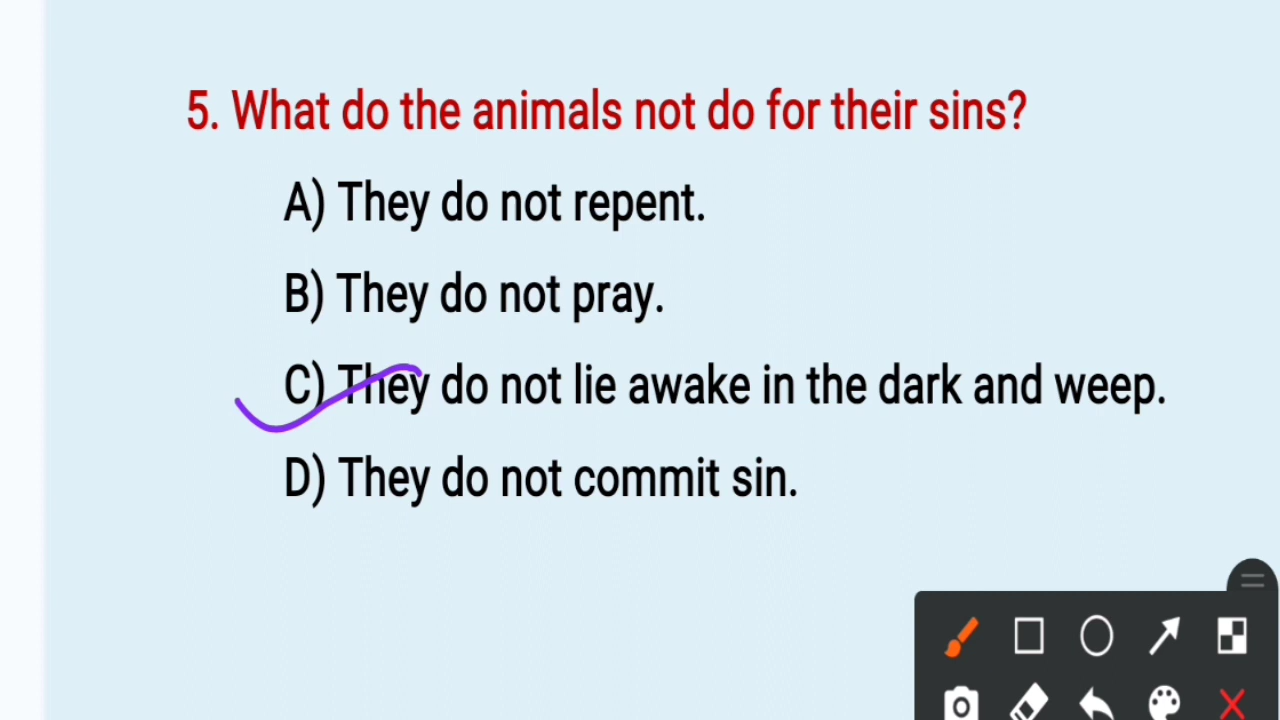 5. What do the animals not do for their sins?
A) They do not repent.
B) They do not pray.
C) They do not lie awake in the dark and weep.
D) They do not commit sin.